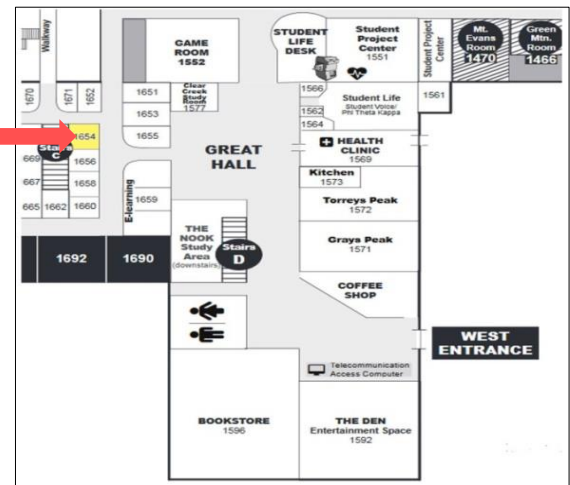 Walkway
GAME
ROOM
1552
STUDENT
LIFE
DESK
Student
Project
Center
1551
Student Project
Center
Mt.
Evans
Room
1470
Green
Mtn.
Room
1466
1670
1671
1652
1651
1653
1655
Clear
Creek
Study
Room
1577
1566
1562
1564
Student Life
Student Voice/
Phi Theta Kappa
1561
1654
Stairs
C
1656
1658
1660
1669
1667
1665
1662
GREAT
HALL
HEALTH
CLINIC
1569
Kitchen
1573
E-learning
1659
Torreys Peak
1572
1692
1690
THE
NOOK
Study
Area
(downstairs)
Stairs
D
Grays Peak
1571
COFFEE
SHOP
WEST
ENTRANCE
Telecommunication
Access Computer
BOOKSTORE
1596
THE DEN
Entertainment Space
1592